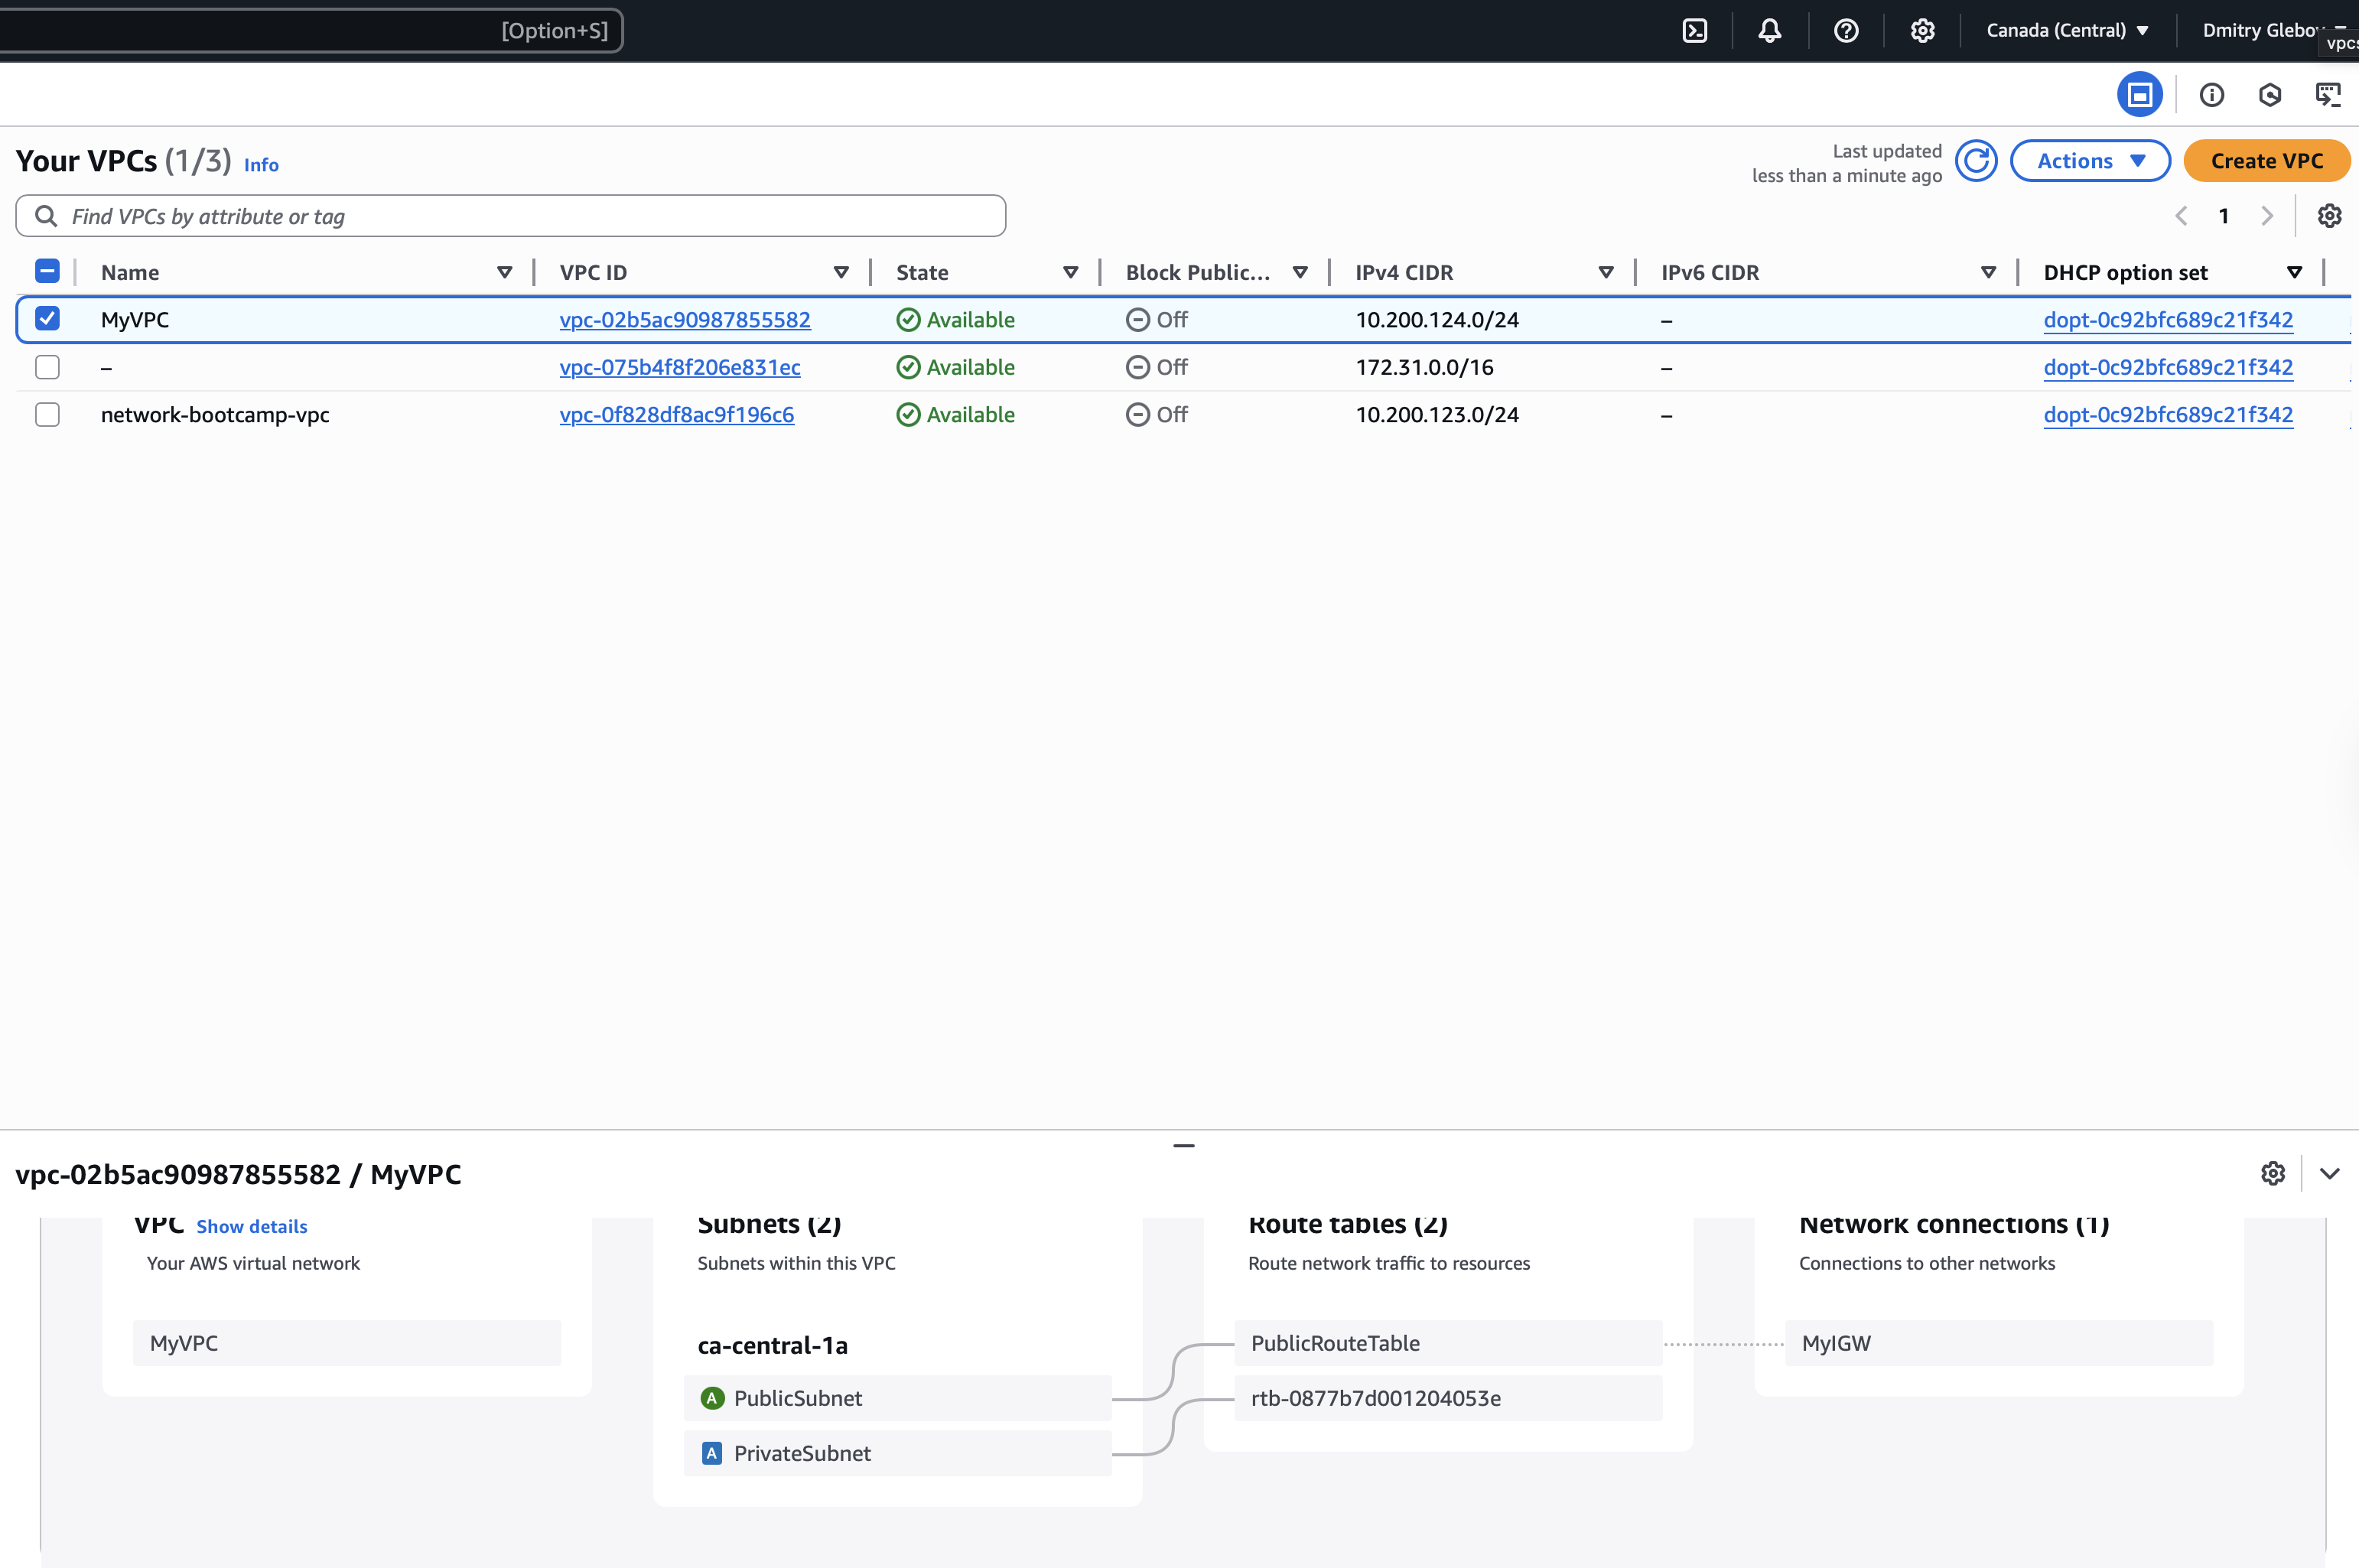 [Option+S]
Canada (Central)
Dmitry Glebov
vpcs
Your VPCs (1/3) Info
Last updated
less than a minute ago
Actions
Create VPC
Find VPCs by attribute or tag
1
Name VPC ID State Block Public... IPv4 CIDR IPv6 CIDR DHCP option set
MyVPC vpc-02b5ac90987855582 Available Off 10.200.124.0/24 – dopt-0c92bfc689c21f342
– vpc-075b4f8f206e831ec Available Off 172.31.0.0/16 – dopt-0c92bfc689c21f342
network-bootcamp-vpc vpc-0f828df8ac9f196c6 Available Off 10.200.123.0/24 – dopt-0c92bfc689c21f342
vpc-02b5ac90987855582 / MyVPC
VPC Show details
Your AWS virtual network
MyVPC
Subnets (2)
Subnets within this VPC
ca-central-1a
A PublicSubnet
A PrivateSubnet
Route tables (2)
Route network traffic to resources
PublicRouteTable
rtb-0877b7d001204053e
Network connections (1)
Connections to other networks
MyIGW